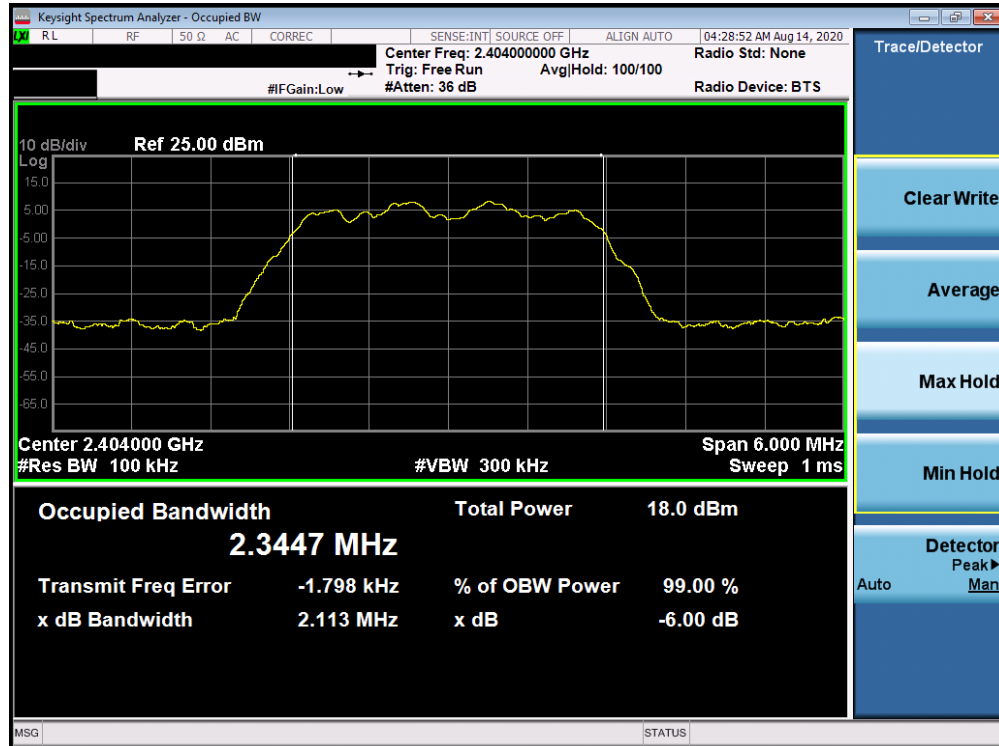 Keysight Spectrum Analyzer - Occupied BW
LXI RL RF 50 Ω AC CORREC SENSE:INT SOURCE OFF ALIGN AUTO 04:28:52 AM Aug 14, 2020
Center Freq: 2.404000000 GHz Radio Std: None
Trig: Free Run Avg|Hold: 100/100
#IFGain:Low #Atten: 36 dB Radio Device: BTS
10 dB/div Ref 25.00 dBm
Log
15.0
5.00
-5.00
-15.0
-25.0
-35.0
-45.0
-55.0
-65.0
Center 2.404000 GHz Span 6.000 MHz
#Res BW 100 kHz #VBW 300 kHz Sweep 1 ms
Occupied Bandwidth Total Power 18.0 dBm
2.3447 MHz
Transmit Freq Error -1.798 kHz % of OBW Power 99.00 %
x dB Bandwidth 2.113 MHz x dB -6.00 dB
MSG STATUS
Trace/Detector
Clear Write
Average
Max Hold
Min Hold
Detector
Peak▶
Auto Man